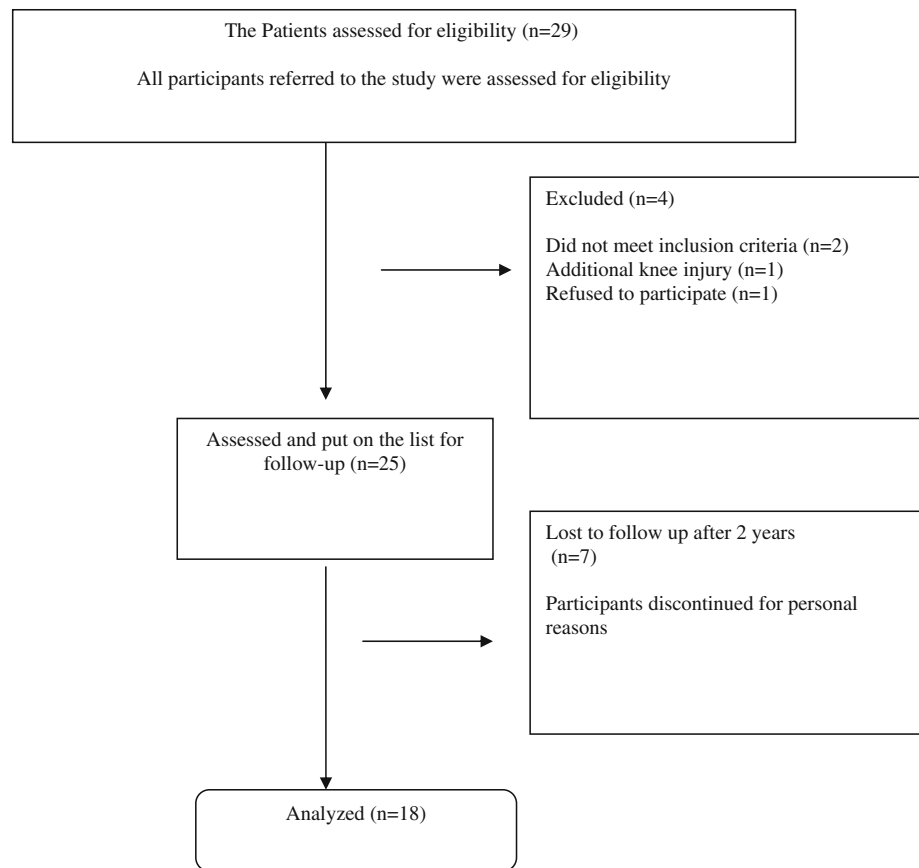 The Patients assessed for eligibility (n=29)
All participants referred to the study were assessed for eligibility
Excluded (n=4)
Did not meet inclusion criteria (n=2)
Additional knee injury (n=1)
Refused to participate (n=1)
Assessed and put on the list for
follow-up (n=25)
Lost to follow up after 2 years
(n=7)
Participants discontinued for personal
reasons
Analyzed (n=18)